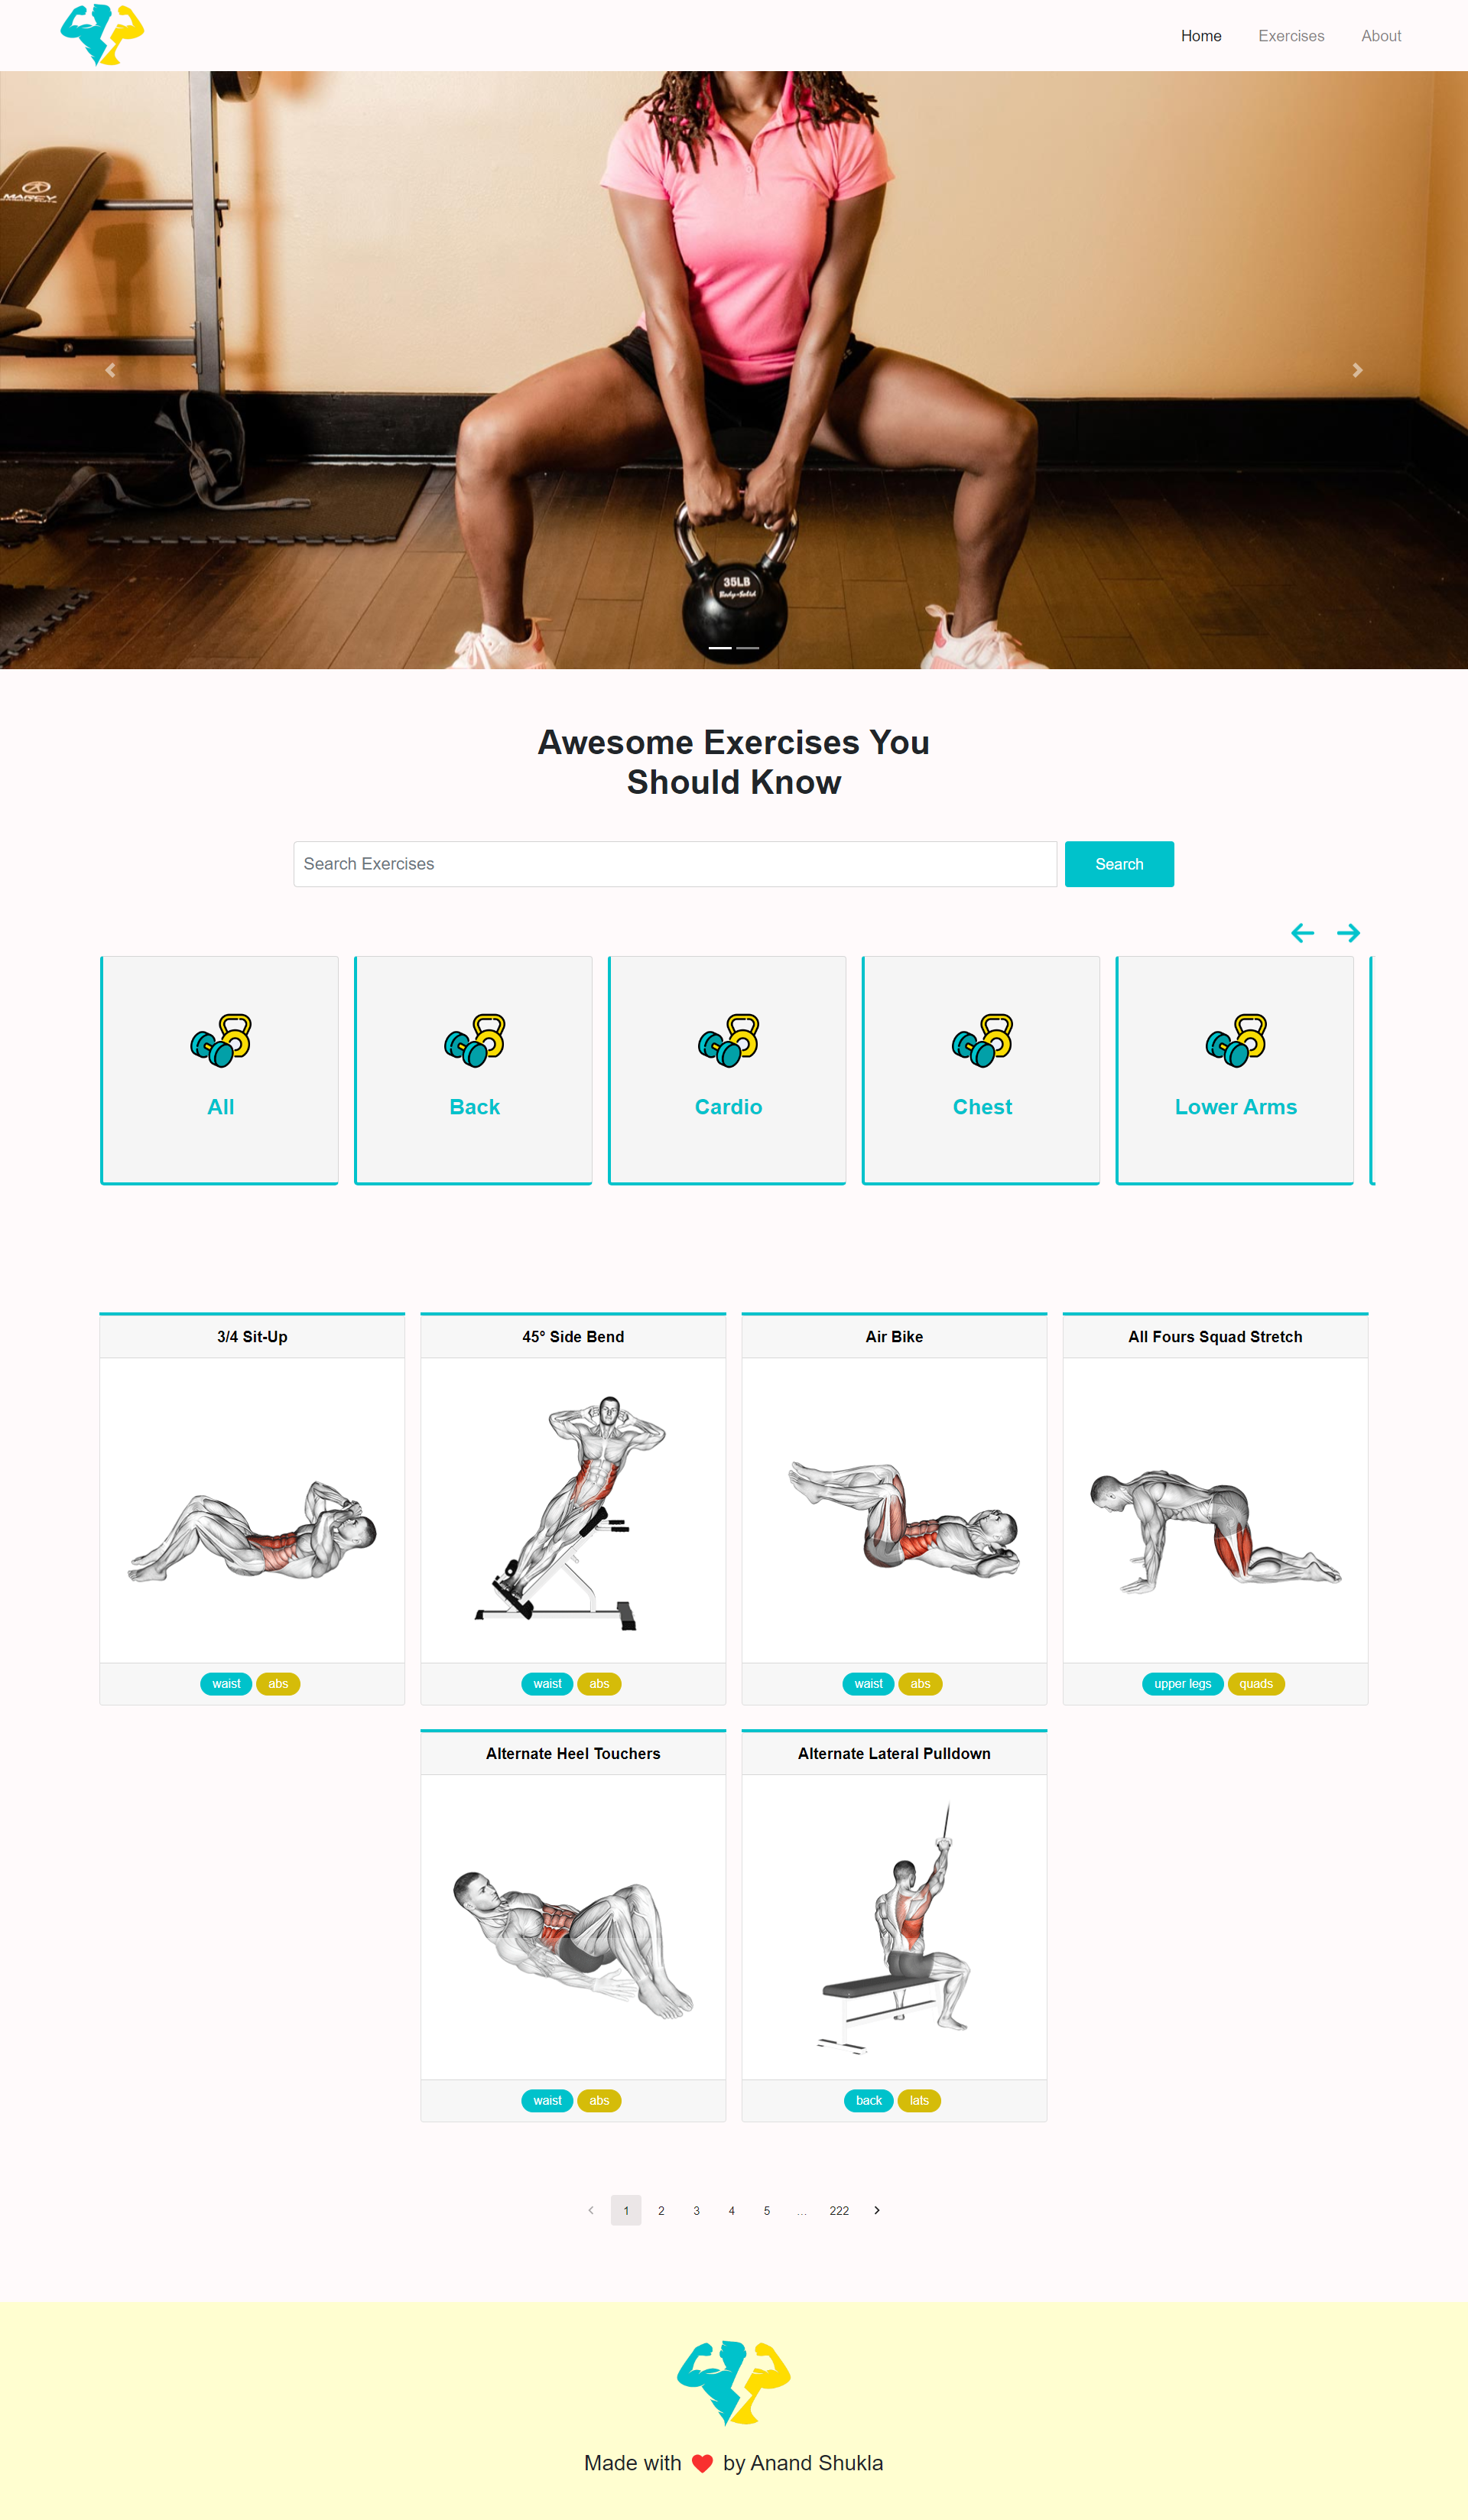 Home
Exercises
About
MARCY
35LB
Body-Solid
Awesome Exercises You
Should Know
Search Exercises
Search
All
Back
Cardio
Chest
Lower Arms
3/4 Sit-Up
45° Side Bend
Air Bike
All Fours Squad Stretch
waist abs
waist abs
waist abs
upper legs quads
Alternate Heel Touchers
Alternate Lateral Pulldown
waist abs
back lats
1 2 3 4 5 ... 222
Made with ❤ by Anand Shukla